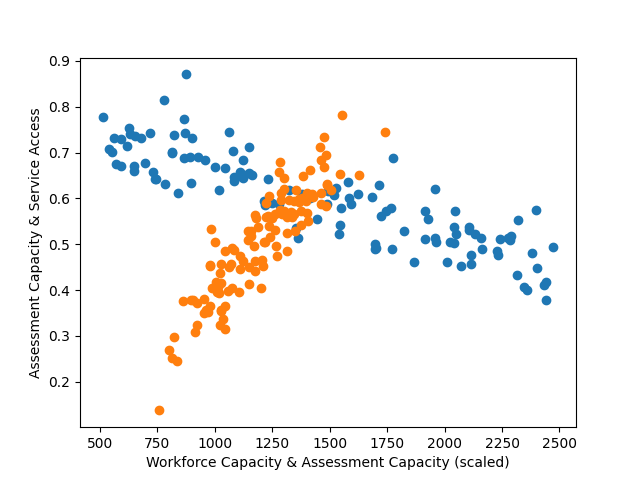 0.9
0.8
0.7
0.6
0.5
0.4
0.3
0.2
Assessment Capacity & Service Access
500 750 1000 1250 1500 1750 2000 2250 2500
Workforce Capacity & Assessment Capacity (scaled)